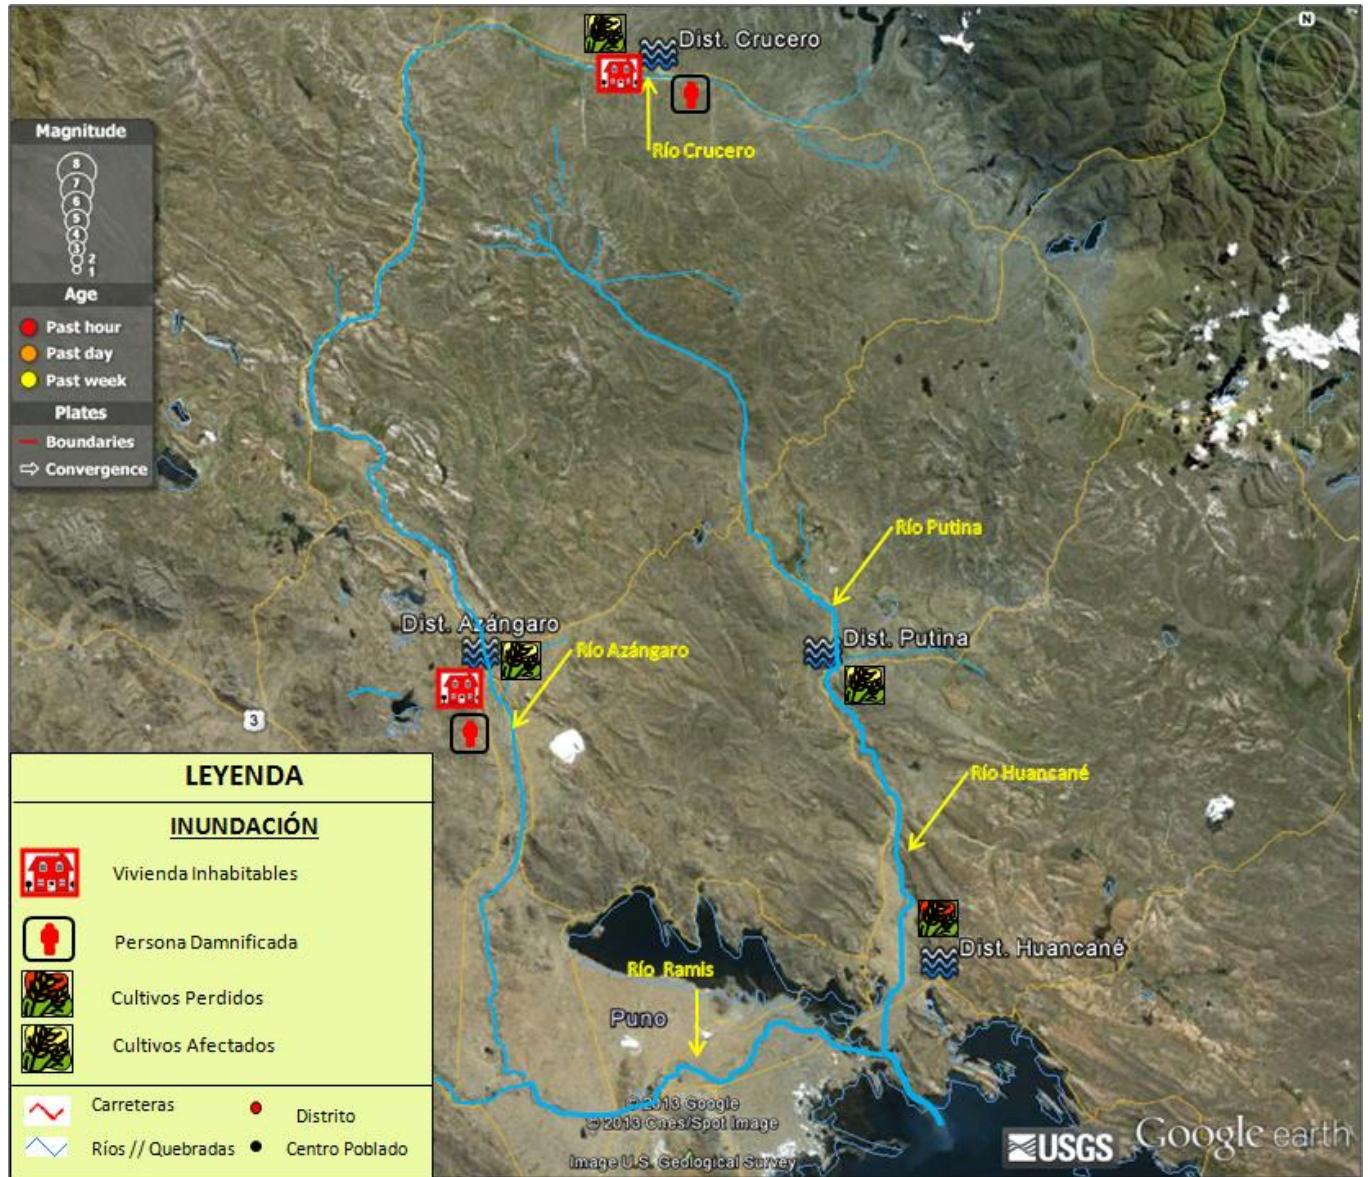 N
Dist. Crucero
Río Crucero
Magnitude
8
7
6
5
4
3
2
1
Age
Past hour
Past day
Past week
Plates
Boundaries
Convergence
Río Putina
Dist. Azángaro
Río Azángaro
Dist. Putina
3
Río Huancané
Dist. Huancané
Río Ramis
Puno
LEYENDA
INUNDACIÓN
Vivienda Inhabitables
Persona Damnificada
Cultivos Perdidos
Cultivos Afectados
Carreteras
Distrito
Ríos // Quebradas
Centro Poblado
© 2013 Google
© 2013 Cnes/Spot Image
Image U.S. Geological Survey
USGS
Google earth